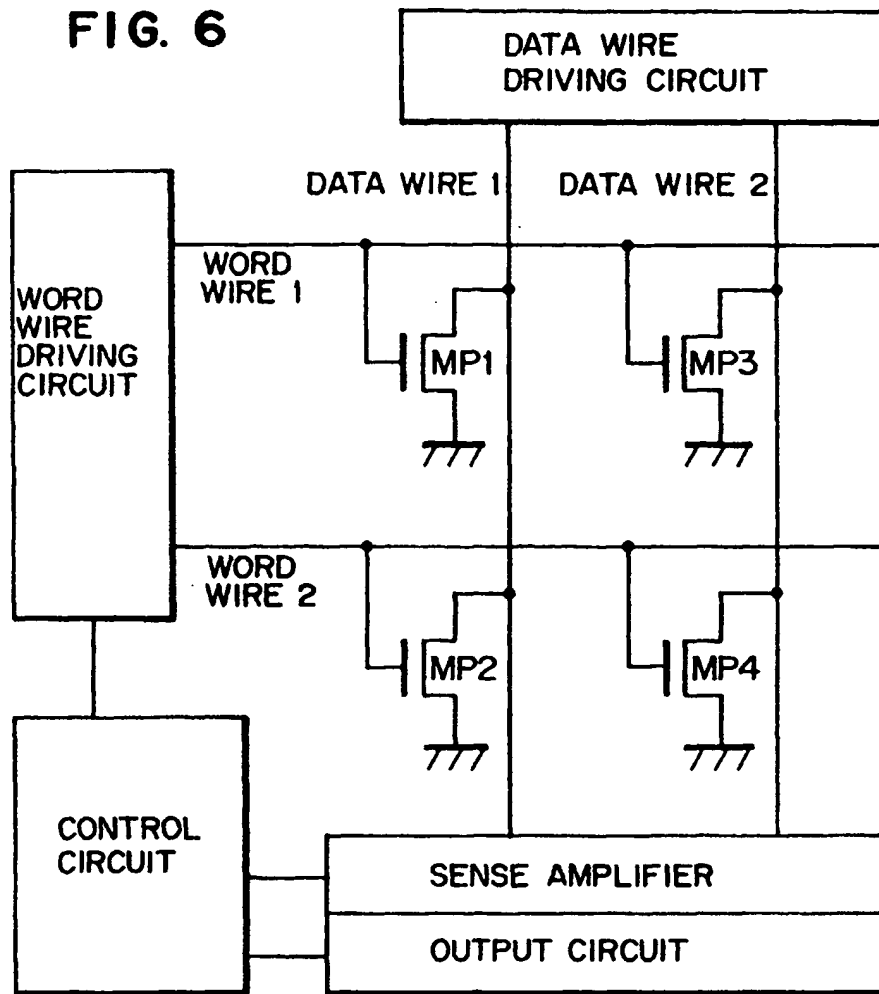 FIG. 6
DATA WIRE
DRIVING CIRCUIT
DATA WIRE 1
DATA WIRE 2
WORD
WIRE 1
WORD
WIRE
DRIVING
CIRCUIT
MP1
MP3
WORD
WIRE 2
MP2
MP4
CONTROL
CIRCUIT
SENSE AMPLIFIER
OUTPUT CIRCUIT